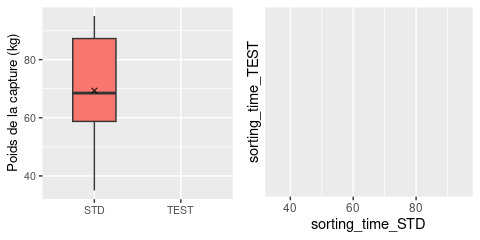 Poids de la capture (kg)
80
60
40
STD TEST
sorting_time_TEST
40 60 80
sorting_time_STD